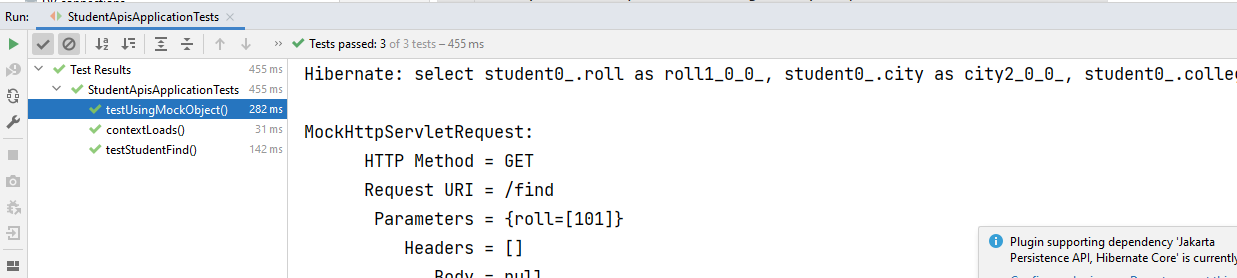 Run: StudentApisApplicationTests
Tests passed: 3 of 3 tests – 455 ms
Test Results 455 ms
StudentApisApplicationTests 455 ms
testUsingMockObject() 282 ms
contextLoads() 31 ms
testStudentFind() 142 ms
Hibernate: select student0_.roll as roll1_0_0_, student0_.city as city2_0_0_, student0_.colle
MockHttpServletRequest:
HTTP Method = GET
Request URI = /find
Parameters = {roll=[101]}
Headers = []
Body = null
Plugin supporting dependency 'Jakarta
Persistence API, Hibernate Core' is currently